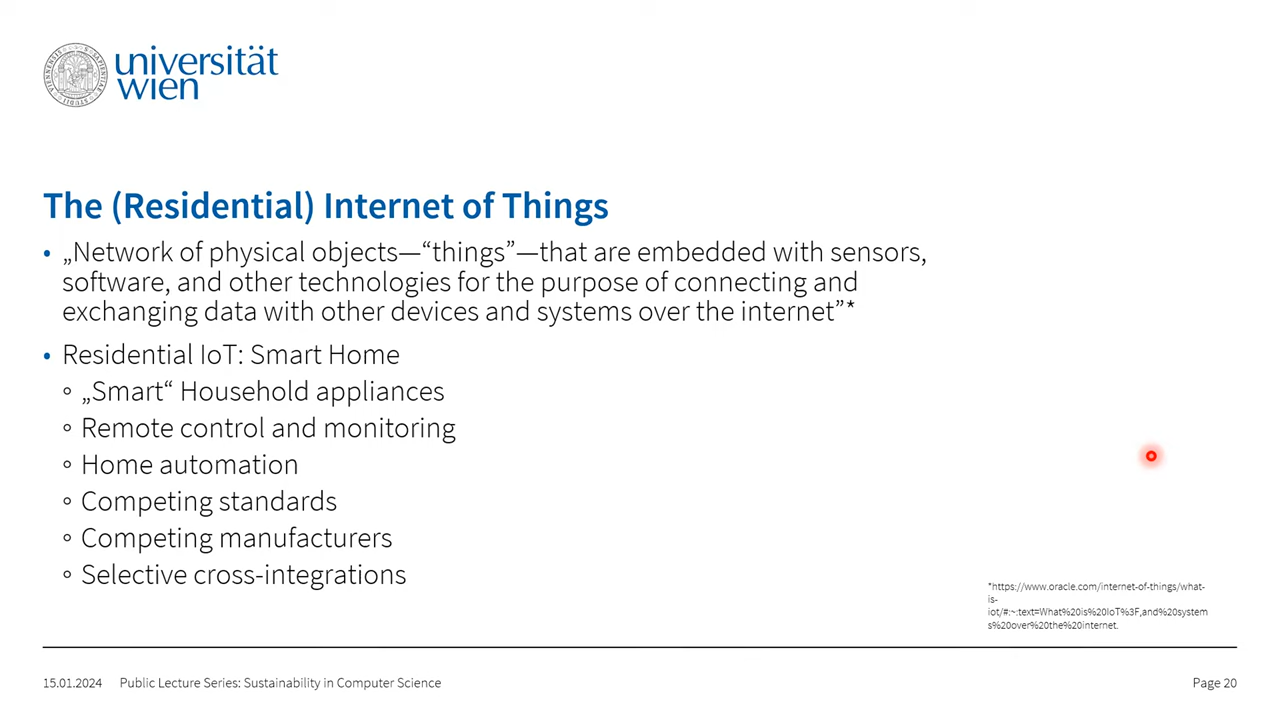 universität
wien
The (Residential) Internet of Things
• „Network of physical objects—“things”—that are embedded with sensors,
software, and other technologies for the purpose of connecting and
exchanging data with other devices and systems over the internet”*
• Residential IoT: Smart Home
◦ „Smart“ Household appliances
◦ Remote control and monitoring
◦ Home automation
◦ Competing standards
◦ Competing manufacturers
◦ Selective cross-integrations
*https://www.oracle.com/internet-of-things/what-
is-
iot/#:~:text=What%20is%20IoT%3F,and%20system
s%20over%20the%20internet.
15.01.2024 Public Lecture Series: Sustainability in Computer Science Page 20